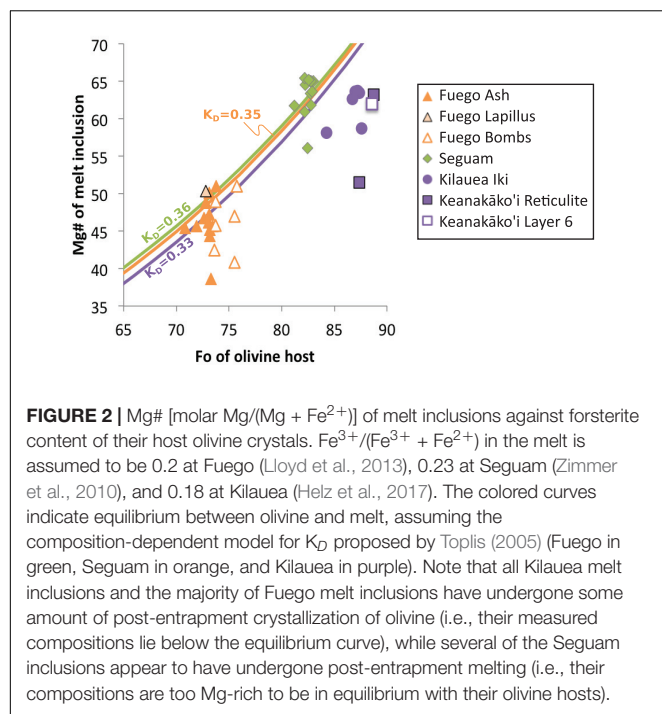 70
65
60
55
50
45
40
35
65
70
75
80
85
90
Mg# of melt inclusion
Fo of olivine host
K_D=0.35
K_D=0.36
K_D=0.33
Fuego Ash
Fuego Lapillus
Fuego Bombs
Seguam
Kilauea Iki
Keanakāko'i Reticulite
Keanakāko'i Layer 6
FIGURE 2 | Mg# [molar Mg/(Mg + Fe²⁺)] of melt inclusions against forsterite
content of their host olivine crystals. Fe³⁺/(Fe³⁺ + Fe²⁺) in the melt is
assumed to be 0.2 at Fuego (Lloyd et al., 2013), 0.23 at Seguam (Zimmer
et al., 2010), and 0.18 at Kilauea (Helz et al., 2017). The colored curves
indicate equilibrium between olivine and melt, assuming the
composition-dependent model for K_D proposed by Toplis (2005) (Fuego in
green, Seguam in orange, and Kilauea in purple). Note that all Kilauea melt
inclusions and the majority of Fuego melt inclusions have undergone some
amount of post-entrapment crystallization of olivine (i.e., their measured
compositions lie below the equilibrium curve), while several of the Seguam
inclusions appear to have undergone post-entrapment melting (i.e., their
compositions are too Mg-rich to be in equilibrium with their olivine hosts).